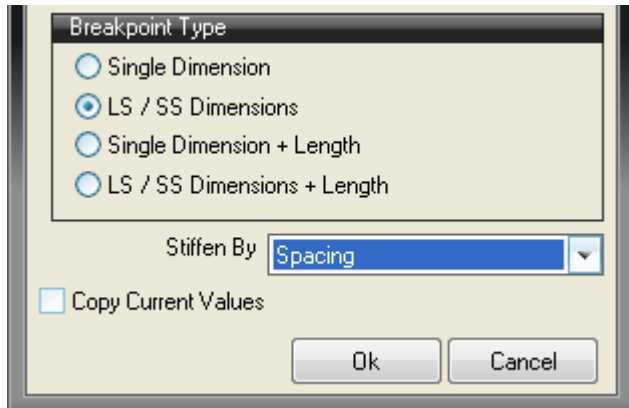 Breakpoint Type
Single Dimension
LS / SS Dimensions
Single Dimension + Length
LS / SS Dimensions + Length
Stiffen By Spacing
Copy Current Values
Ok Cancel